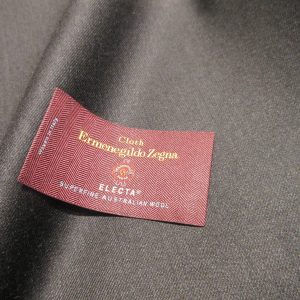 Cloth
Ermenegildo Zegna
ELECTA®
SUPERFINE AUSTRALIAN WOOL